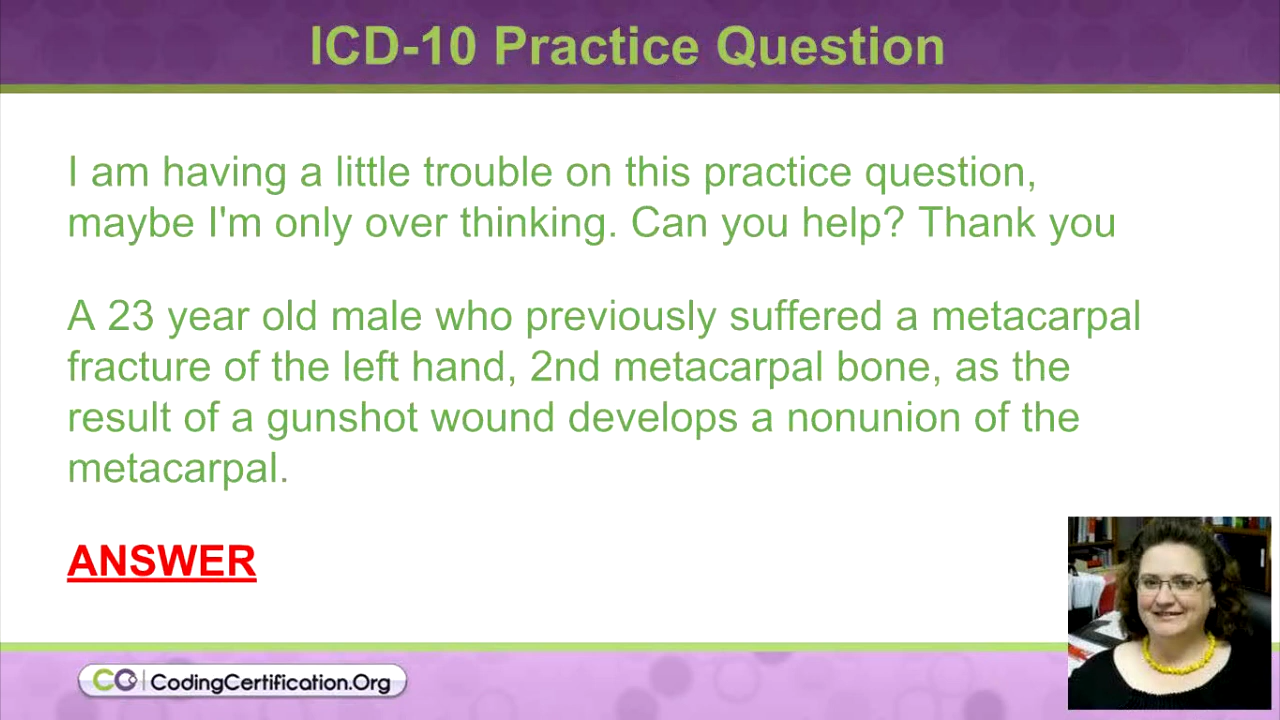 ICD-10 Practice Question
I am having a little trouble on this practice question,
maybe I'm only over thinking. Can you help? Thank you
A 23 year old male who previously suffered a metacarpal
fracture of the left hand, 2nd metacarpal bone, as the
result of a gunshot wound develops a nonunion of the
metacarpal.
ANSWER
CO CodingCertification.Org